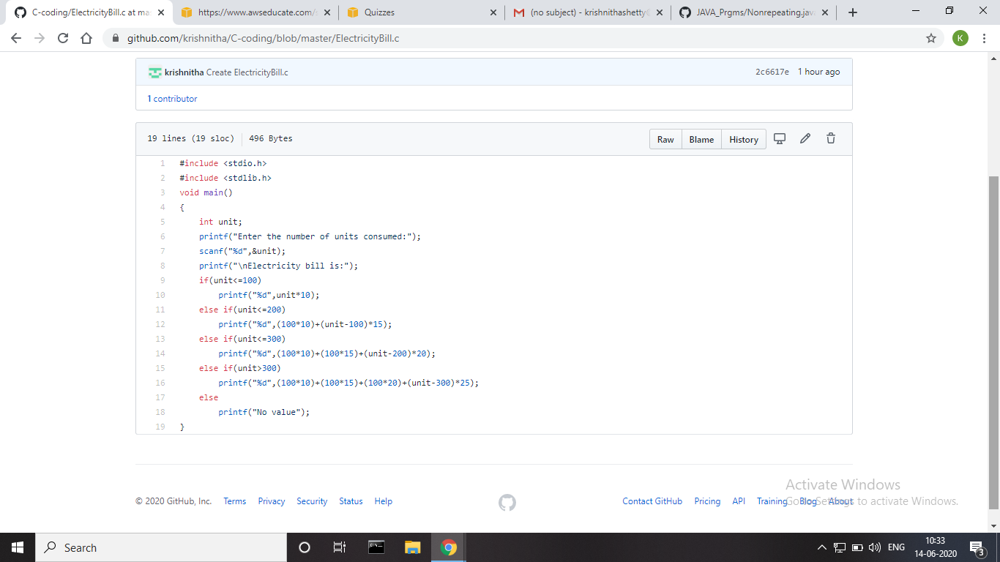 C-coding/ElectricityBill.c at ma
https://www.awseducate.com/
Quizzes
(no subject) - krishnithashetty
JAVA_Prgms/Nonrepeating.jav
github.com/krishnitha/C-coding/blob/master/ElectricityBill.c
K
krishnitha Create ElectricityBill.c 2c6617e 1 hour ago
1 contributor
19 lines (19 sloc) 496 Bytes Raw Blame History
1 #include <stdio.h>
2 #include <stdlib.h>
3 void main()
4 {
5 int unit;
6 printf("Enter the number of units consumed:");
7 scanf("%d",&unit);
8 printf("\nElectricity bill is:");
9 if(unit<=100)
10 printf("%d",unit*10);
11 else if(unit<=200)
12 printf("%d",(100*10)+(unit-100)*15);
13 else if(unit<=300)
14 printf("%d",(100*10)+(100*15)+(unit-200)*20);
15 else if(unit>300)
16 printf("%d",(100*10)+(100*15)+(100*20)+(unit-300)*25);
17 else
18 printf("No value");
19 }
Activate Windows
Go to Settings to activate Windows.
© 2020 GitHub, Inc. Terms Privacy Security Status Help Contact GitHub Pricing API Training Blog About
Search
ENG
10:33
14-06-2020
3